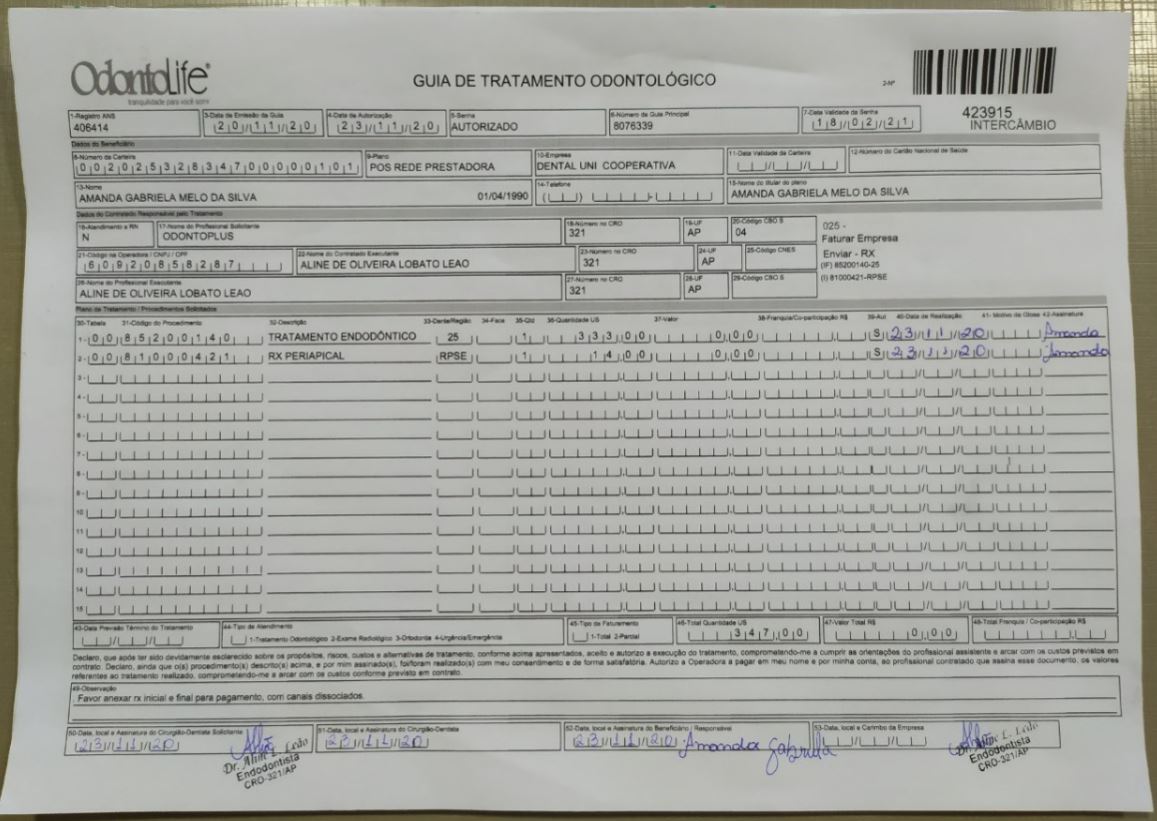 OdontoLife®
tranquilidade para você sorrir
GUIA DE TRATAMENTO ODONTOLÓGICO
2-Nº
423915
INTERCÂMBIO
1-Registro ANS
406414
3-Data de Emissão da Guia
20/11/20
4-Data de Autorização
23/11/20
5-Senha
AUTORIZADO
6-Número da Guia Principal
8076339
7-Data Validade da Senha
18/02/21
Dados do Beneficiário
8-Número da Carteira
00202532834700000101
9-Plano
POS REDE PRESTADORA
10-Empresa
DENTAL UNI COOPERATIVA
11-Data Validade da Carteira
12-Número do Cartão Nacional de Saúde
13-Nome
AMANDA GABRIELA MELO DA SILVA 01/04/1990
14-Telefone
15-Nome do titular do plano
AMANDA GABRIELA MELO DA SILVA
Dados do Contratado Responsável pelo Tratamento
16-Atendimento a RN
N
17-Nome do Profissional Solicitante
ODONTOPLUS
18-Número no CRO
321
19-UF
AP
20-Código CBO S
04
025 -
Faturar Empresa
Enviar - RX
(IF) 85200140-25
(I) 81000421-RPSE
21-Código na Operadora / CNPJ / CPF
60920858287
22-Nome do Contratado Executante
ALINE DE OLIVEIRA LOBATO LEAO
23-Número no CRO
321
24-UF
AP
25-Código CNES
26-Nome do Profissional Executante
ALINE DE OLIVEIRA LOBATO LEAO
27-Número no CRO
321
28-UF
AP
29-Código CBO S
Plano de Tratamento / Procedimentos Solicitados
30-Tabela 31-Código do Procedimento 32-Descrição 33-Dente/Região 34-Face 35-Qtd 36-Quantidade US 37-Valor 38-Franquia/Co-participação R$ 39-Aut 40-Data de Realização 41- Motivo de Glosa 42-Assinatura
1- 00 85200140 TRATAMENTO ENDODÔNTICO 25 1 333,00 0,00 S 23/11/20 Amanda
2- 00 81000421 RX PERIAPICAL RPSE 1 14,00 0,00 S 23/11/20 Amanda
3-
4-
5-
6-
7-
8-
9-
10
11
12
13
14
15
43-Data Previsão Término do Tratamento
44-Tipo de Atendimento
1-Tratamento Odontológico 2-Exame Radiológico 3-Ortodontia 4-Urgência/Emergência
45-Tipo de Faturamento
1-Total 2-Parcial
46-Total Quantidade US
347,00
47-Valor Total R$
0,00
48-Total Franquia / Co-participação R$
Declaro, que após ter sido devidamente esclarecido sobre os propósitos, riscos, custos e alternativas de tratamento, conforme acima apresentados, aceito e autorizo a execução do tratamento, comprometendo-me a cumprir as orientações do profissional assistente e arcar com os custos previstos em
contrato. Declaro, ainda que o(s) procedimento(s) descrito(s) acima, e por mim assinado(s), foi/foram realizado(s) com meu consentimento e de forma satisfatória. Autorizo a Operadora a pagar em meu nome e por minha conta, ao profissional contratado que assina esse documento, os valores
referentes ao tratamento realizado, comprometendo-me a arcar com os custos conforme previsto em contrato.
49-Observação
Favor anexar rx inicial e final para pagamento, com canais dissociados.
50-Data, local e Assinatura do Cirurgião-Dentista Solicitante
23/11/20
Dr. Aline L. Leão
Endodontista
CRO-321/AP
51-Data, local e Assinatura do Cirurgião-Dentista
23/11/20
52-Data, local e Assinatura do Beneficiário / Responsável
23/11/20 Amanda Gabriela
53-Data, local e Carimbo da Empresa
Dr. Aline L. Leão
Endodontista
CRO-321/AP